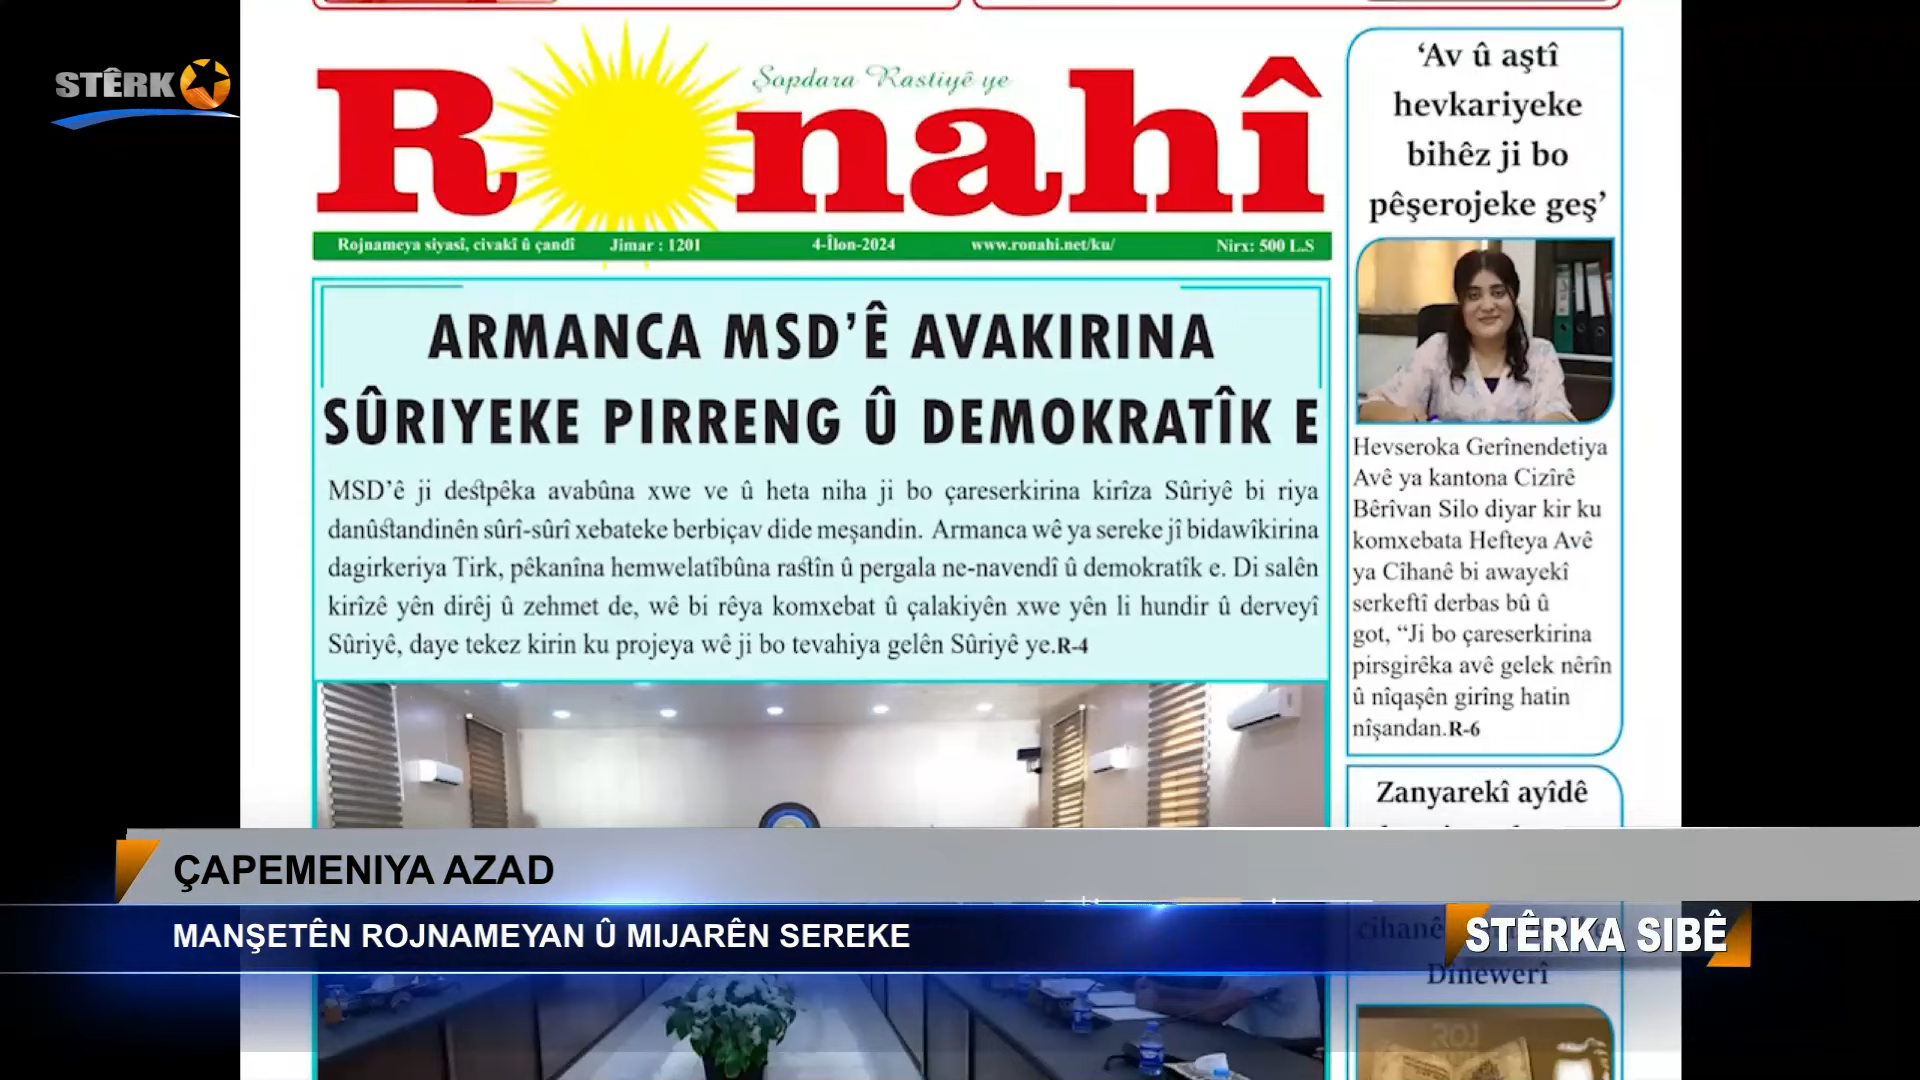 STÊRK
Şopdara Rastiyê ye
Ronahî
Rojnameya siyasî, civakî û çandî Jimar : 1201 4-Îlon-2024 www.ronahi.net/ku/ Nirx: 500 L.S
ARMANCA MSD’Ê AVAKIRINA
SÛRIYEKE PIRRENG Û DEMOKRATÎK E
MSD’ê ji destpêka avabûna xwe ve û heta niha ji bo çareserkirina kirîza Sûriyê bi riya
danûstandinên sûrî-sûrî xebateke berbiçav dide meşandin. Armanca wê ya sereke jî bidawîkirina
dagirkeriya Tirk, pêkanîna hemwelatîbûna rastîn û pergala ne-navendî û demokratîk e. Di salên
kirîzê yên dirêj û zehmet de, wê bi rêya komxebat û çalakiyên xwe yên li hundir û derveyî
Sûriyê, daye tekez kirin ku projeya wê ji bo tevahiya gelên Sûriyê ye.R-4
‘Av û aştî
hevkariyeke
bihêz ji bo
pêşerojeke geş’
Hevseroka Gerînendetiya
Avê ya kantona Cizîrê
Bêrîvan Silo diyar kir ku
komxebata Hefteya Avê
ya Cîhanê bi awayekî
serkeftî derbas bû û
got, “Ji bo çareserkirina
pirsgirêka avê gelek nêrîn
û nîqaşên girîng hatin
nîşandan.R-6
Zanyarekî ayîdê
cihanê
Dînewerî
ROJ
ÇAPEMENIYA AZAD
MANŞETÊN ROJNAMEYAN Û MIJARÊN SEREKE
STÊRKA SIBÊ